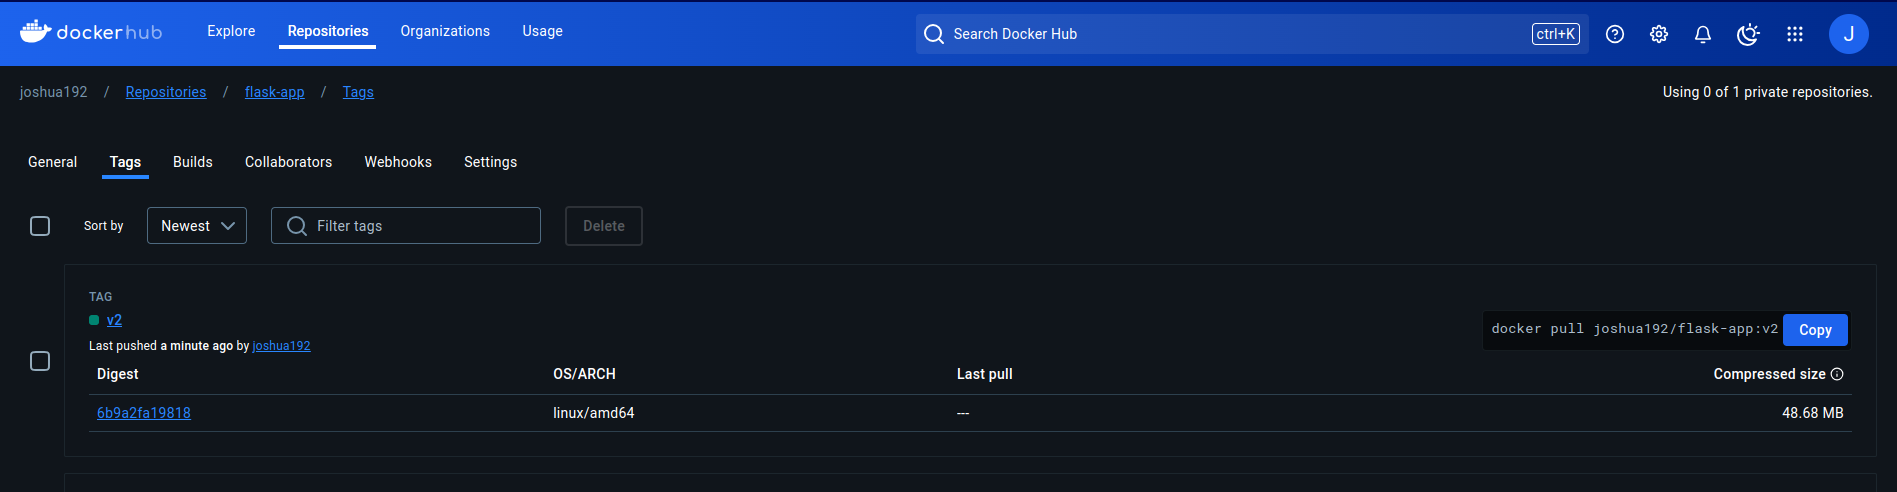 dockerhub Explore Repositories Organizations Usage Search Docker Hub ctrl+K J
joshua192 / Repositories / flask-app / Tags Using 0 of 1 private repositories.
General Tags Builds Collaborators Webhooks Settings
Sort by Newest Filter tags Delete
TAG
v2
docker pull joshua192/flask-app:v2 Copy
Last pushed a minute ago by joshua192
Digest OS/ARCH Last pull Compressed size
6b9a2fa19818 linux/amd64 --- 48.68 MB